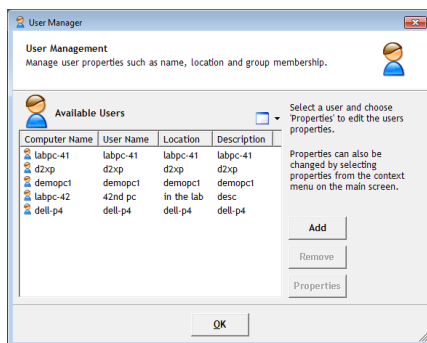 User Manager
User Management
Manage user properties such as name, location and group
membership.
Available Users
Select a user and choose
'Properties' to edit the users
properties.
Properties can also be
changed by selecting
properties from the context
menu on the main screen.
Computer Name User Name Location Description
labpc-41 labpc-41 labpc-41 labpc-41
d2xp d2xp d2xp d2xp
demopc1 demopc1 demopc1 demopc1
labpc-42 42nd pc in the lab desc
dell-p4 dell-p4 dell-p4 dell-p4
Add
Remove
Properties
OK